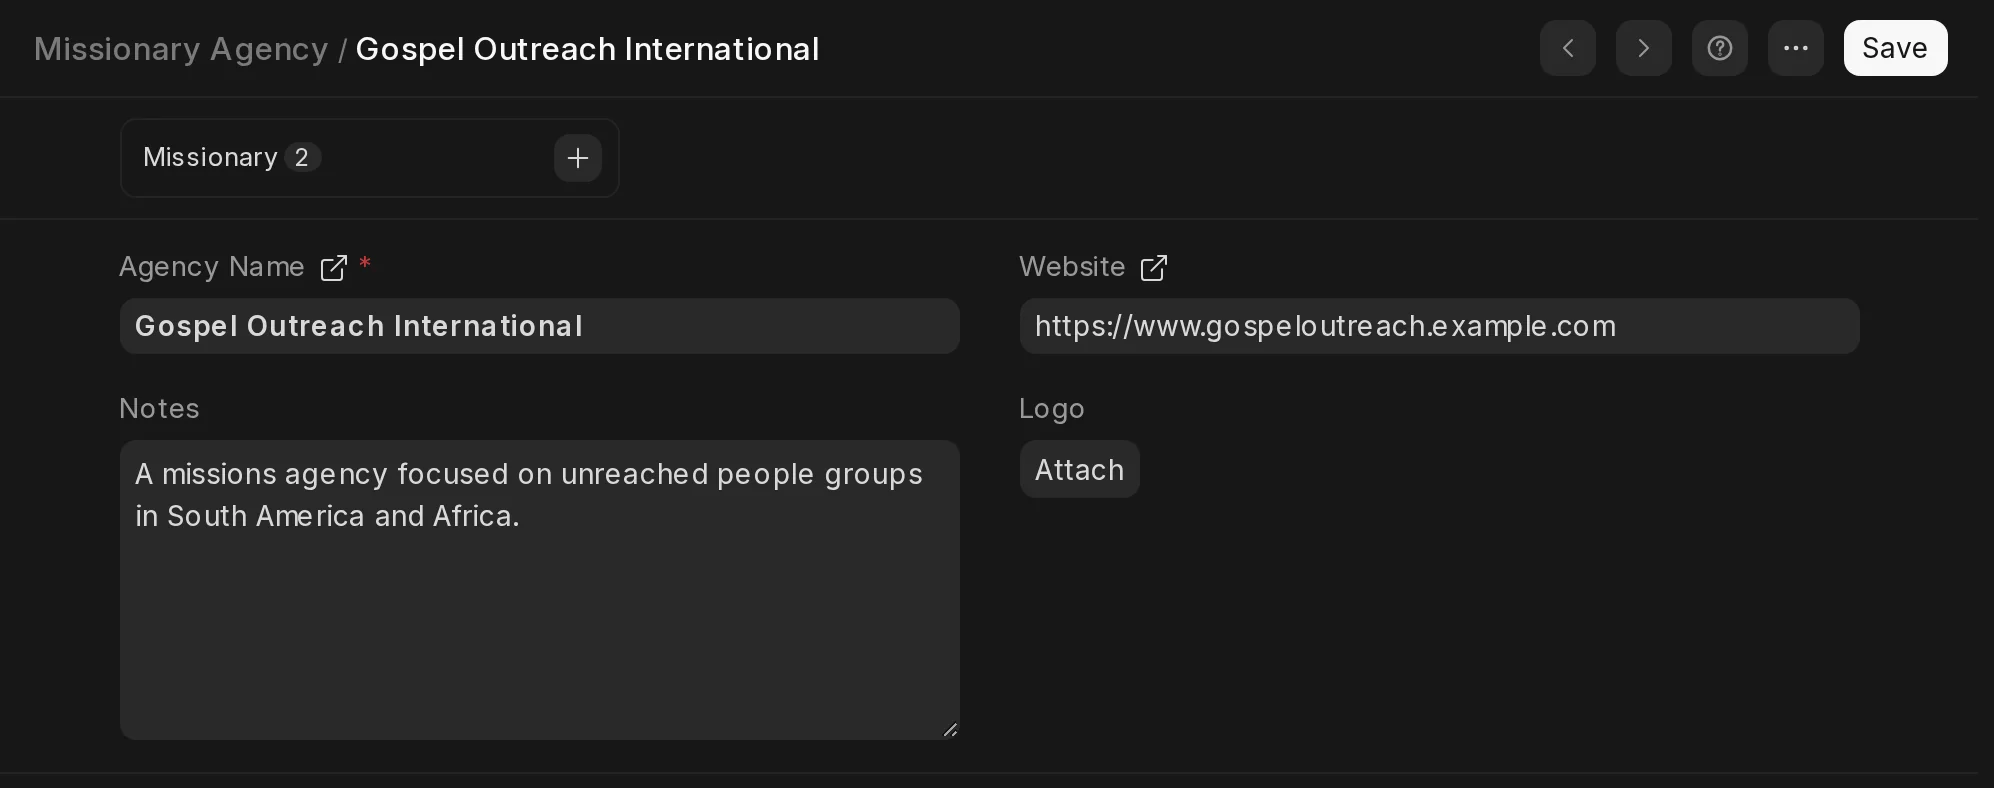 Missionary Agency / Gospel Outreach International
Save
Missionary 2
Agency Name *
Gospel Outreach International
Website
https://www.gospeloutreach.example.com
Notes
A missions agency focused on unreached people groups
in South America and Africa.
Logo
Attach